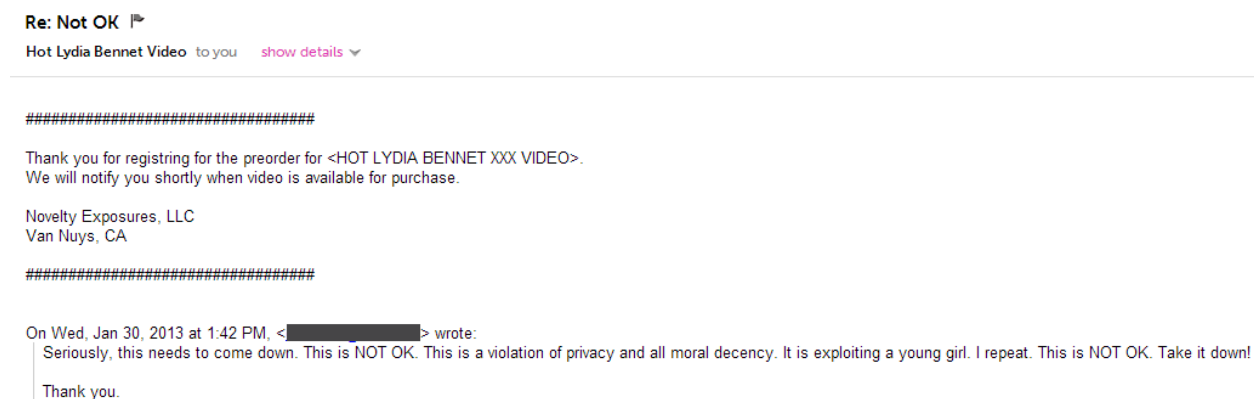 Re: Not OK
Hot Lydia Bennet Video to you show details
##################################
Thank you for registring for the preorder for <HOT LYDIA BENNET XXX VIDEO>.
We will notify you shortly when video is available for purchase.
Novelty Exposures, LLC
Van Nuys, CA
##################################
On Wed, Jan 30, 2013 at 1:42 PM, < > wrote:
Seriously, this needs to come down. This is NOT OK. This is a violation of privacy and all moral decency. It is exploiting a young girl. I repeat. This is NOT OK. Take it down!
Thank you.